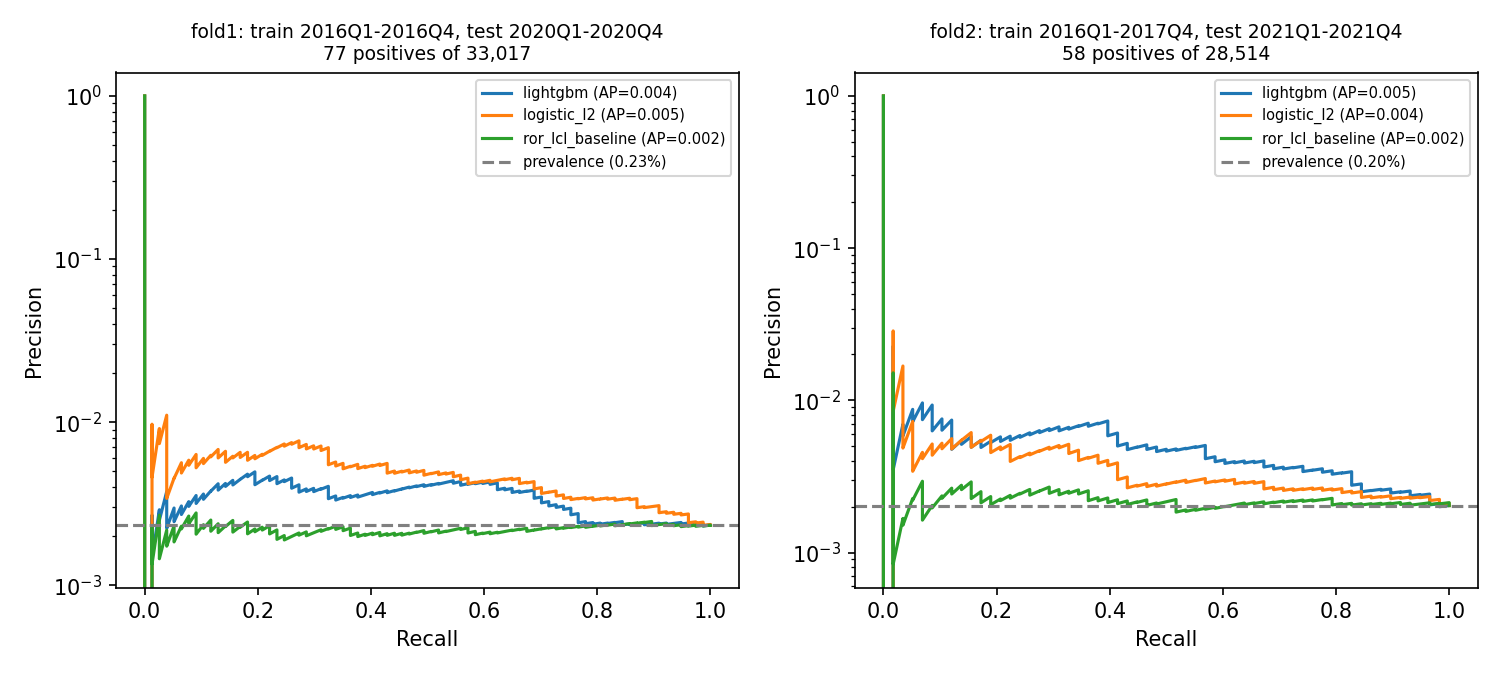 fold1: train 2016Q1-2016Q4, test 2020Q1-2020Q4
77 positives of 33,017
10⁰
10⁻¹
10⁻²
10⁻³
Precision
lightgbm (AP=0.004)
logistic_l2 (AP=0.005)
ror_lcl_baseline (AP=0.002)
prevalence (0.23%)
0.0 0.2 0.4 0.6 0.8 1.0
Recall
fold2: train 2016Q1-2017Q4, test 2021Q1-2021Q4
58 positives of 28,514
10⁰
10⁻¹
10⁻²
10⁻³
Precision
lightgbm (AP=0.005)
logistic_l2 (AP=0.004)
ror_lcl_baseline (AP=0.002)
prevalence (0.20%)
0.0 0.2 0.4 0.6 0.8 1.0
Recall